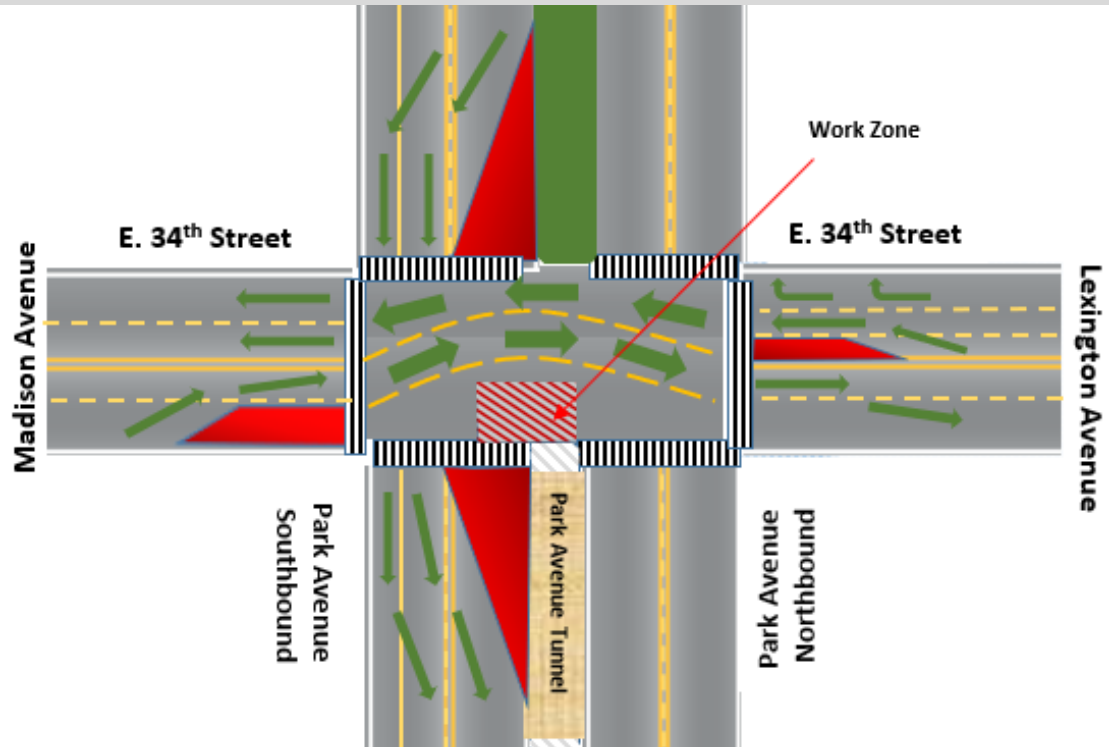 Work Zone
E. 34th Street
E. 34th Street
Madison Avenue
Lexington Avenue
Park Avenue
Southbound
Park Avenue Tunnel
Park Avenue
Northbound